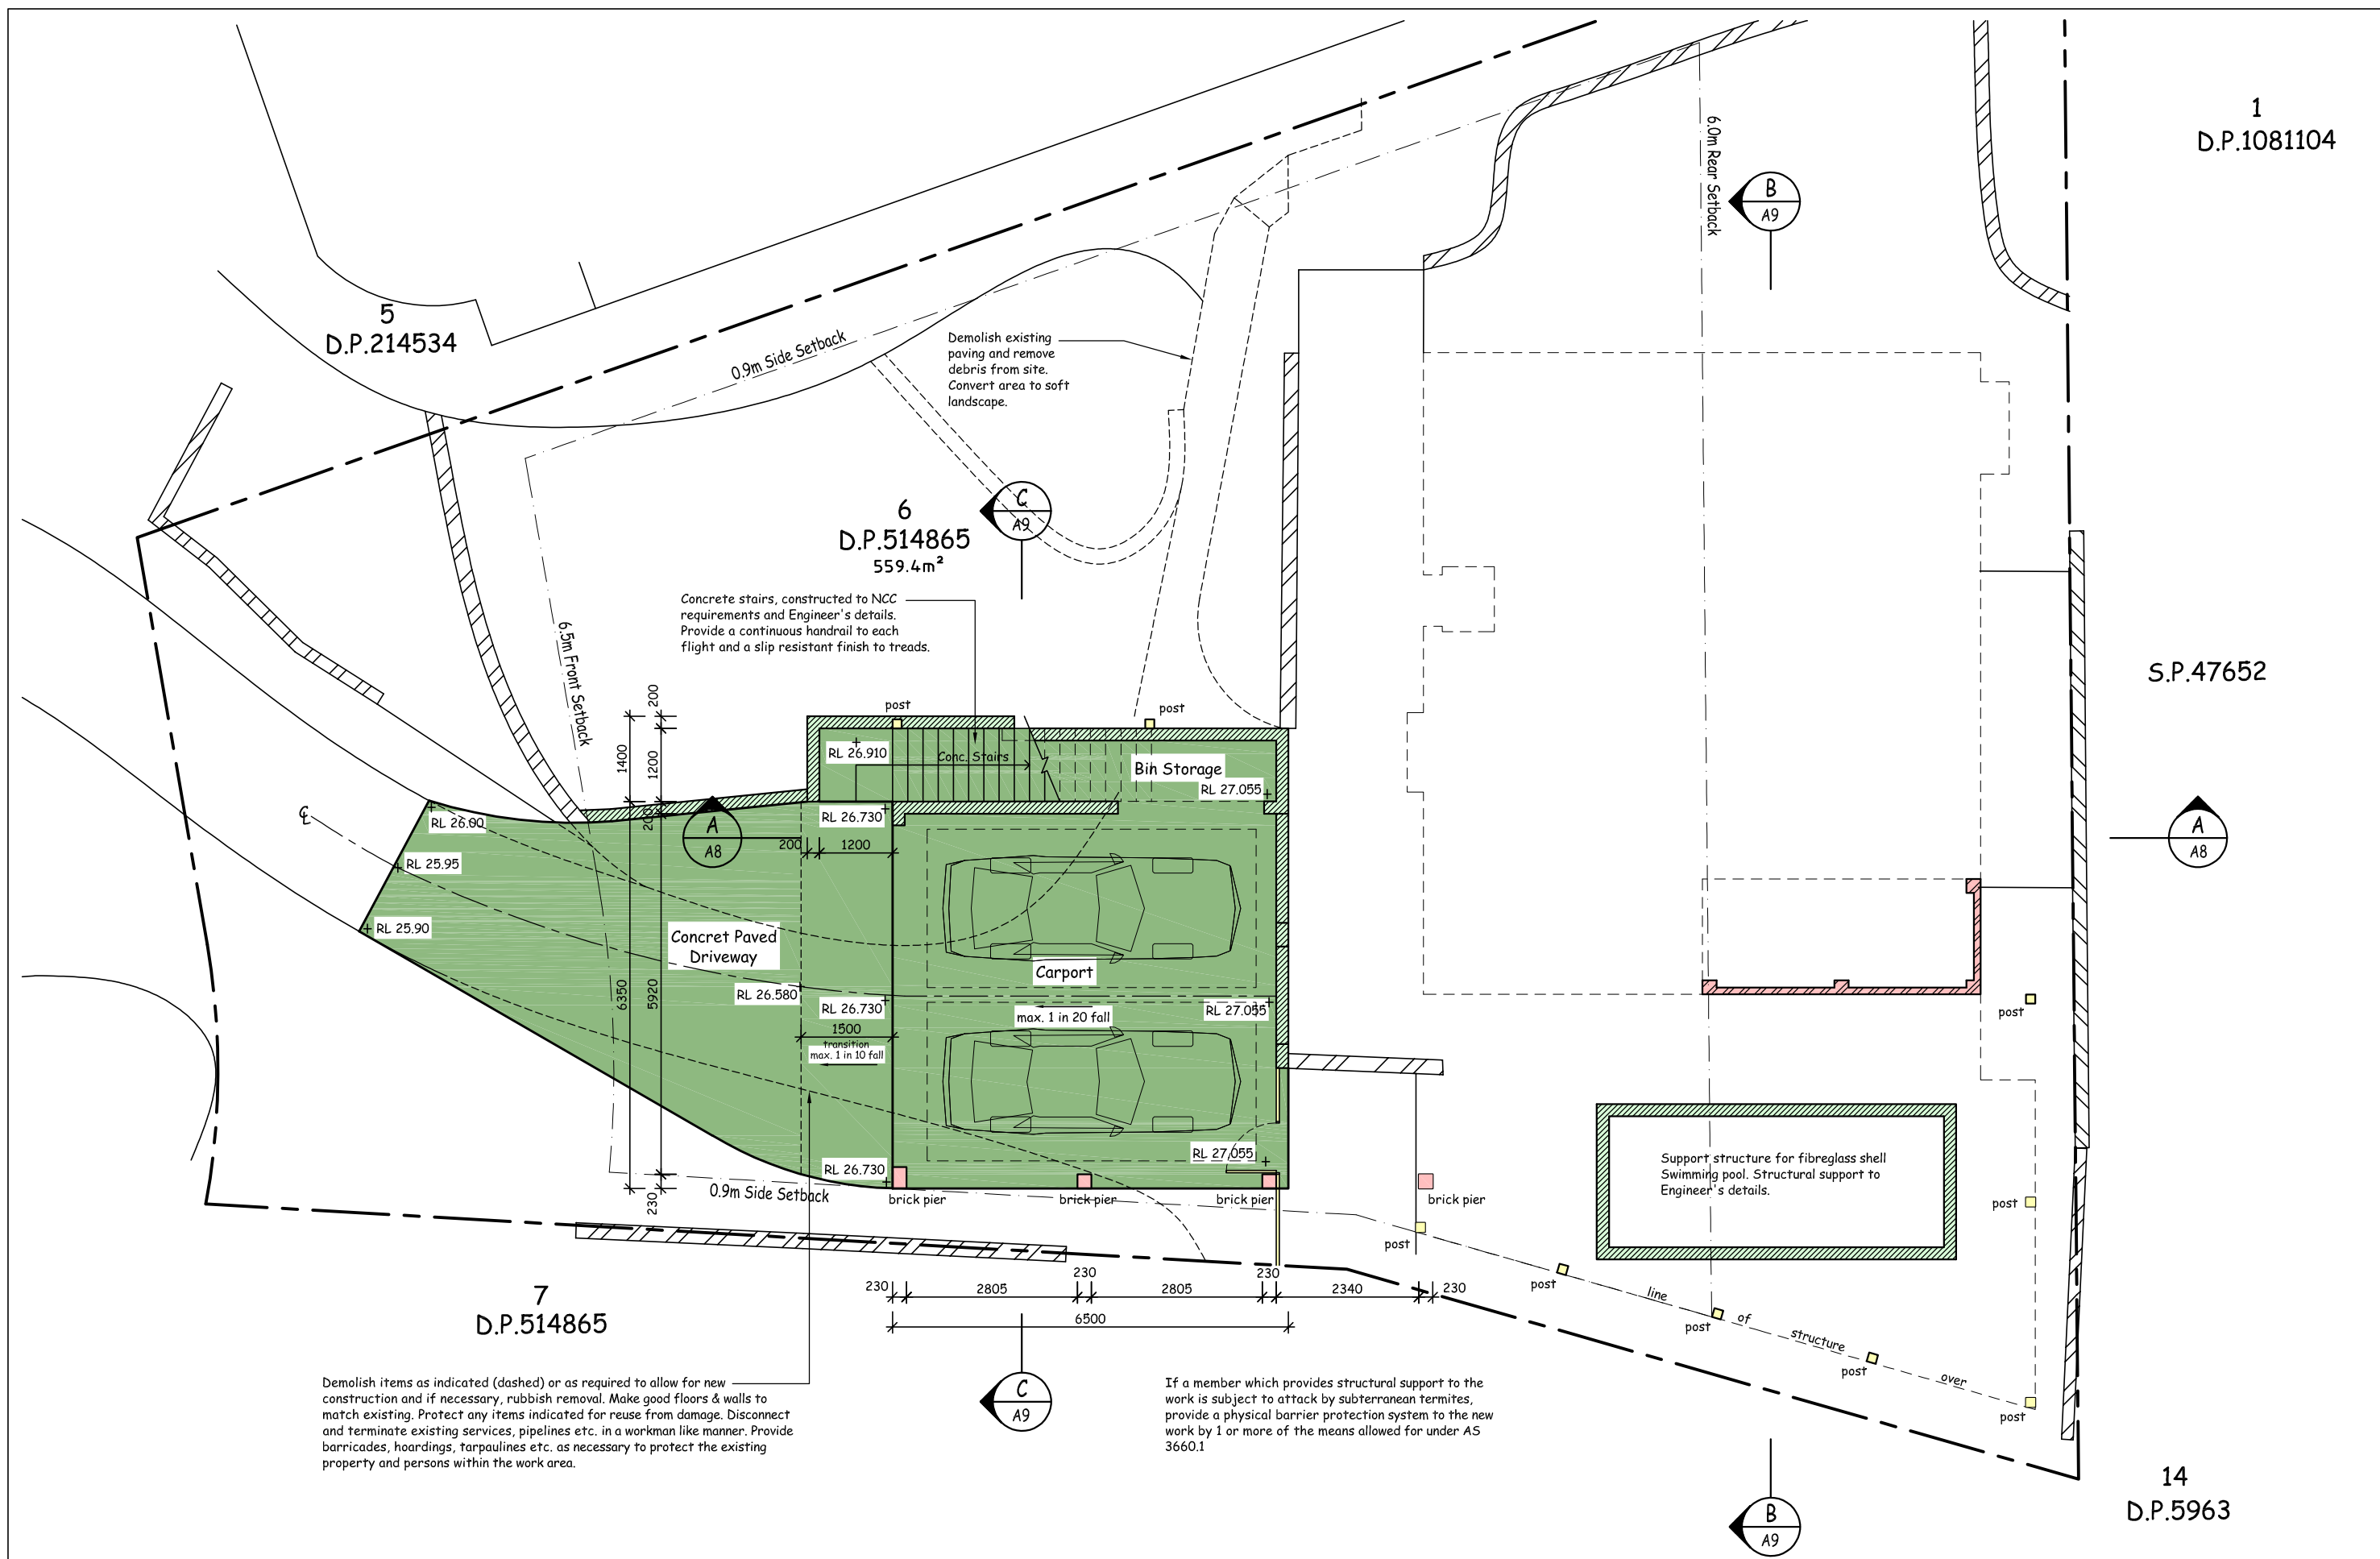 1
D.P.1081104
6.0m Rear Setback
B
A9
5
D.P.214534
0.9m Side Setback
Demolish existing
paving and remove
debris from site.
Convert area to soft
landscape.
6
D.P.514865
559.4m²
C
A9
Concrete stairs, constructed to NCC
requirements and Engineer's details.
Provide a continuous handrail to each
flight and a slip resistant finish to treads.
6.5m Front Setback
S.P.47652
200
1400
1200
200
post
post
RL 26.910
Conc. Stairs
Bin Storage
RL 27.055
RL 26.00
RL 25.95
RL 25.90
℄
A
A8
RL 26.730
200
1200
A
A8
Concret Paved
Driveway
Carport
RL 26.580
RL 26.730
RL 27.055
max. 1 in 20 fall
6350
5920
1500
transition
max. 1 in 10 fall
post
RL 27.055
RL 26.730
0.9m Side Setback
230
brick pier
brick pier
brick pier
brick pier
post
Support structure for fibreglass shell
Swimming pool. Structural support to
Engineer's details.
post
post
post
post
post
line of structure over
post
230
2805
230
2805
230
2340
230
6500
7
D.P.514865
Demolish items as indicated (dashed) or as required to allow for new
construction and if necessary, rubbish removal. Make good floors & walls to
match existing. Protect any items indicated for reuse from damage. Disconnect
and terminate existing services, pipelines etc. in a workman like manner. Provide
barricades, hoardings, tarpaulines etc. as necessary to protect the existing
property and persons within the work area.
C
A9
If a member which provides structural support to the
work is subject to attack by subterranean termites,
provide a physical barrier protection system to the new
work by 1 or more of the means allowed for under AS
3660.1
B
A9
14
D.P.5963